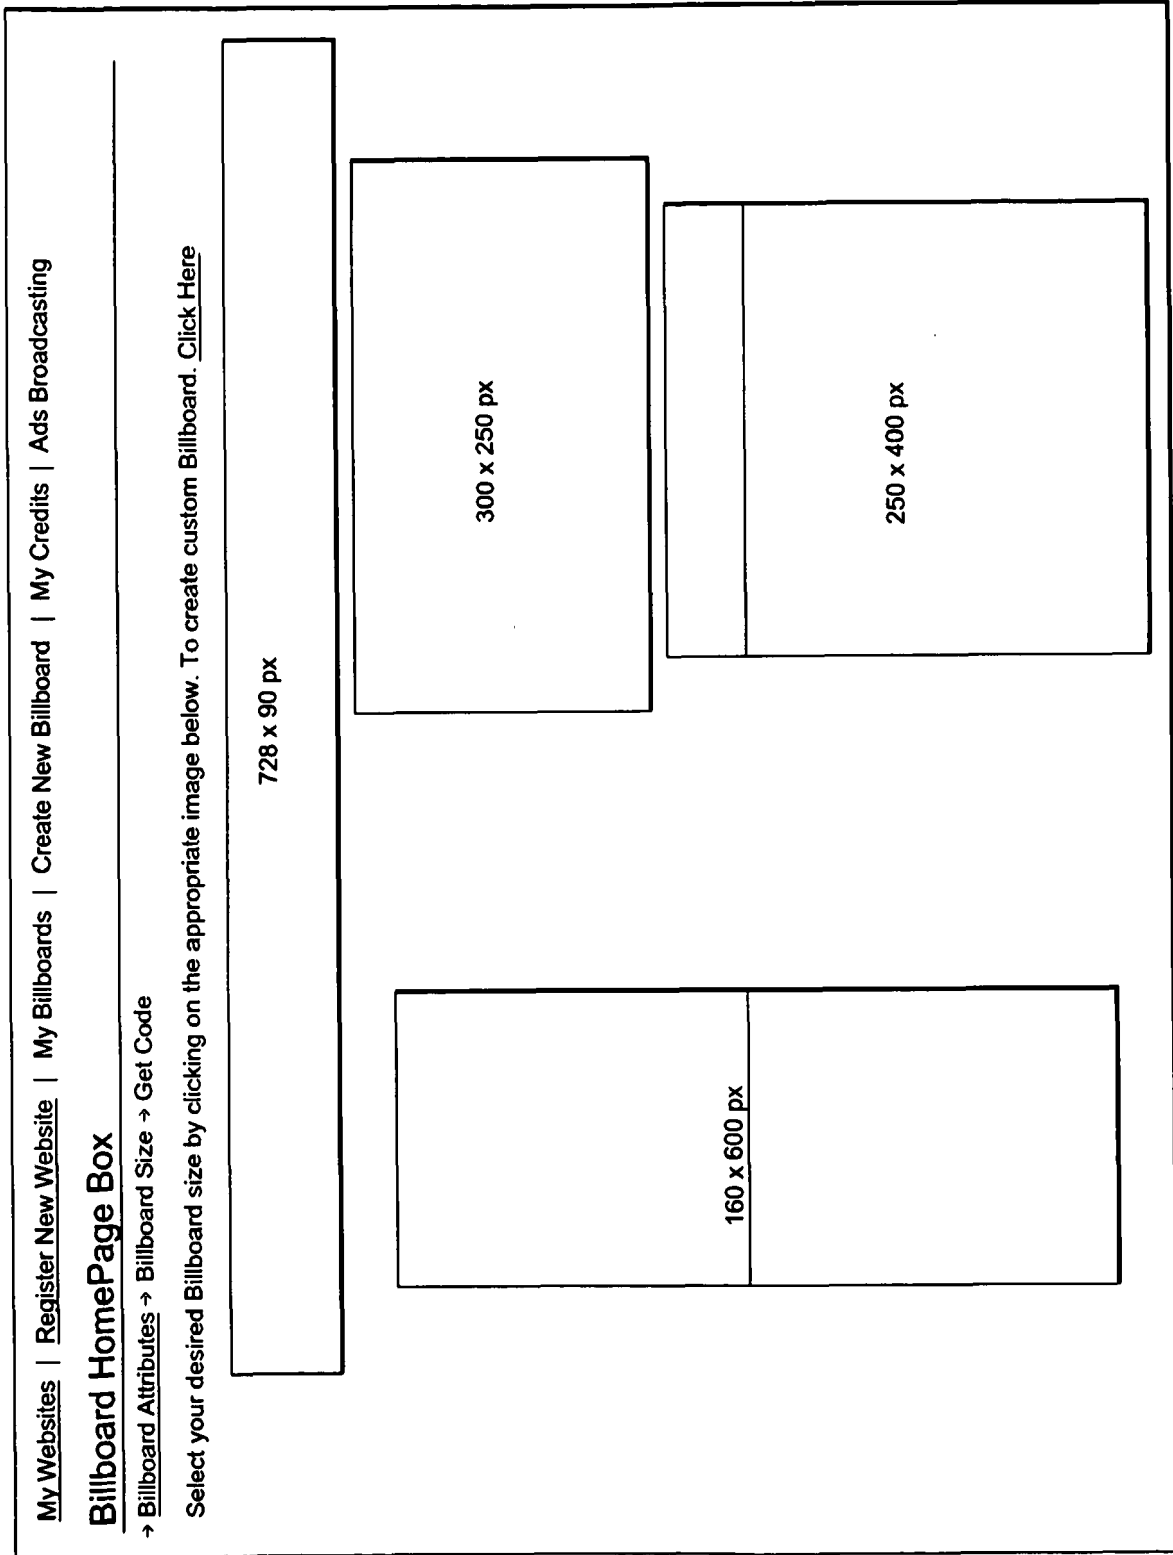 My Websites | Register New Website | My Billboards | Create New Billboard | My Credits | Ads Broadcasting
Billboard HomePage Box
→ Billboard Attributes → Billboard Size → Get Code
Select your desired Billboard size by clicking on the appropriate image below. To create custom Billboard. Click Here
728 x 90 px
160 x 600 px
300 x 250 px
250 x 400 px